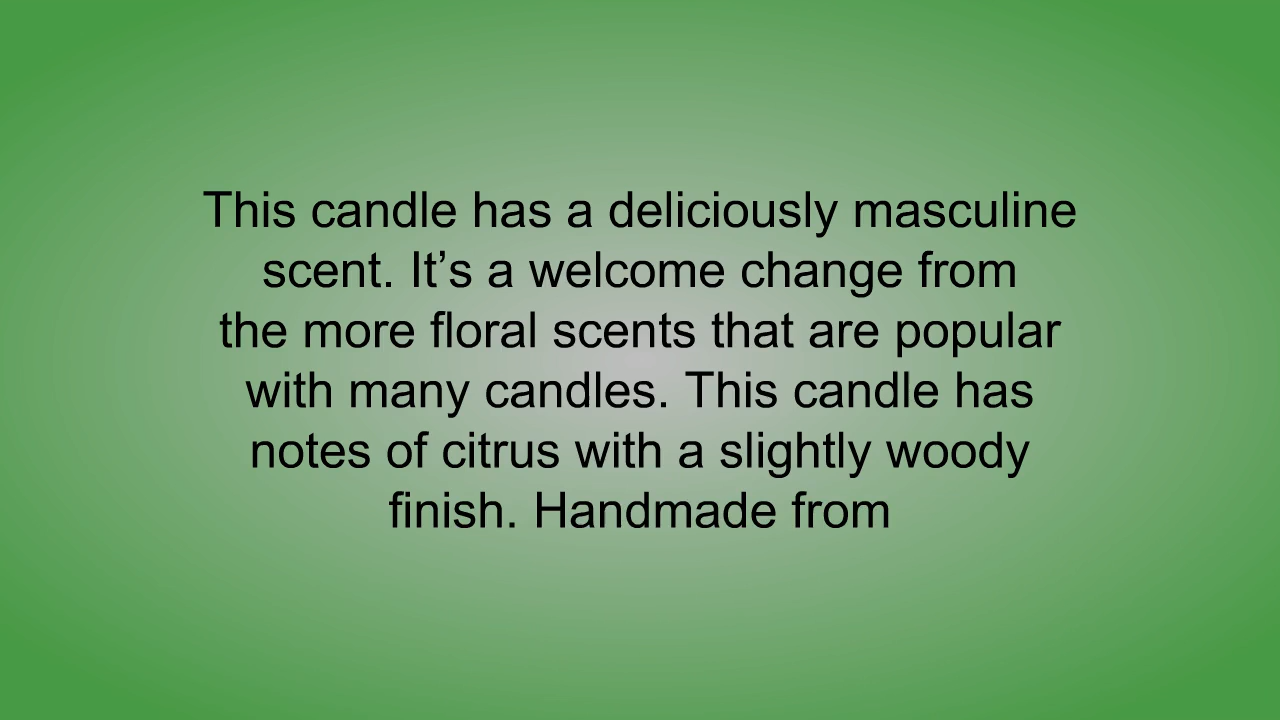 This candle has a deliciously masculine
scent. It’s a welcome change from
the more floral scents that are popular
with many candles. This candle has
notes of citrus with a slightly woody
finish. Handmade from